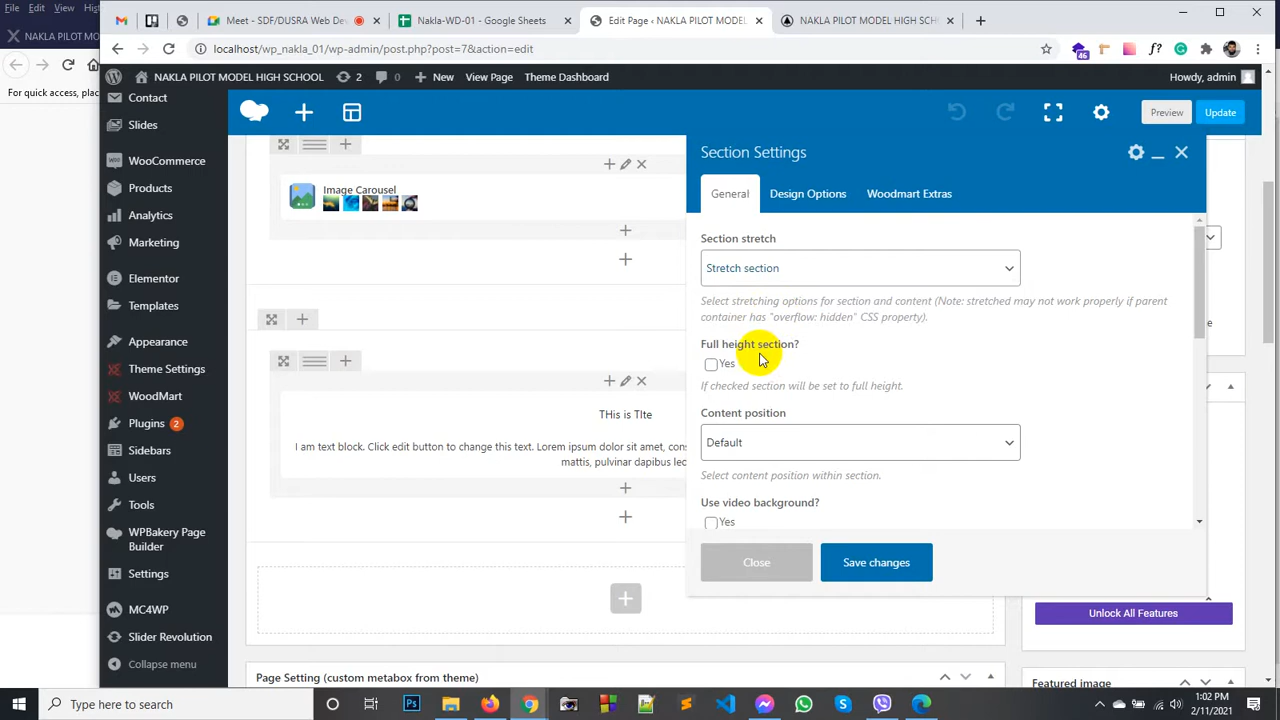 File Edit View
Meet - SDF/DUSRA Web Dev
Nakla-WD-01 - Google Sheets
Edit Page ‹ NAKLA PILOT MODEL
NAKLA PILOT MODEL HIGH SCH
NAKLA PILOT MO
localhost/wp_nakla_01/wp-admin/post.php?post=7&action=edit
46
f?
For quick access, plac
NAKLA PILOT MODEL HIGH SCHOOL
2
0
New
View Page
Theme Dashboard
Howdy, admin
Contact
Slides
WooCommerce
Products
Analytics
Marketing
Elementor
Templates
Appearance
Theme Settings
WoodMart
Plugins 2
Sidebars
Users
Tools
WPBakery Page
Builder
Settings
MC4WP
Slider Revolution
Collapse menu
Preview
Update
Image Carousel
THis is TIte
I am text block. Click edit button to change this text. Lorem ipsum dolor sit amet, cons
mattis, pulvinar dapibus leo
Page Setting (custom metabox from theme)
Section Settings
General
Design Options
Woodmart Extras
Section stretch
Stretch section
Select stretching options for section and content (Note: stretched may not work properly if parent
container has "overflow: hidden" CSS property).
Full height section?
Yes
If checked section will be set to full height.
Content position
Default
Select content position within section.
Use video background?
Yes
Close
Save changes
Unlock All Features
Featured image
Type here to search
Ps
1:02 PM
2/11/2021